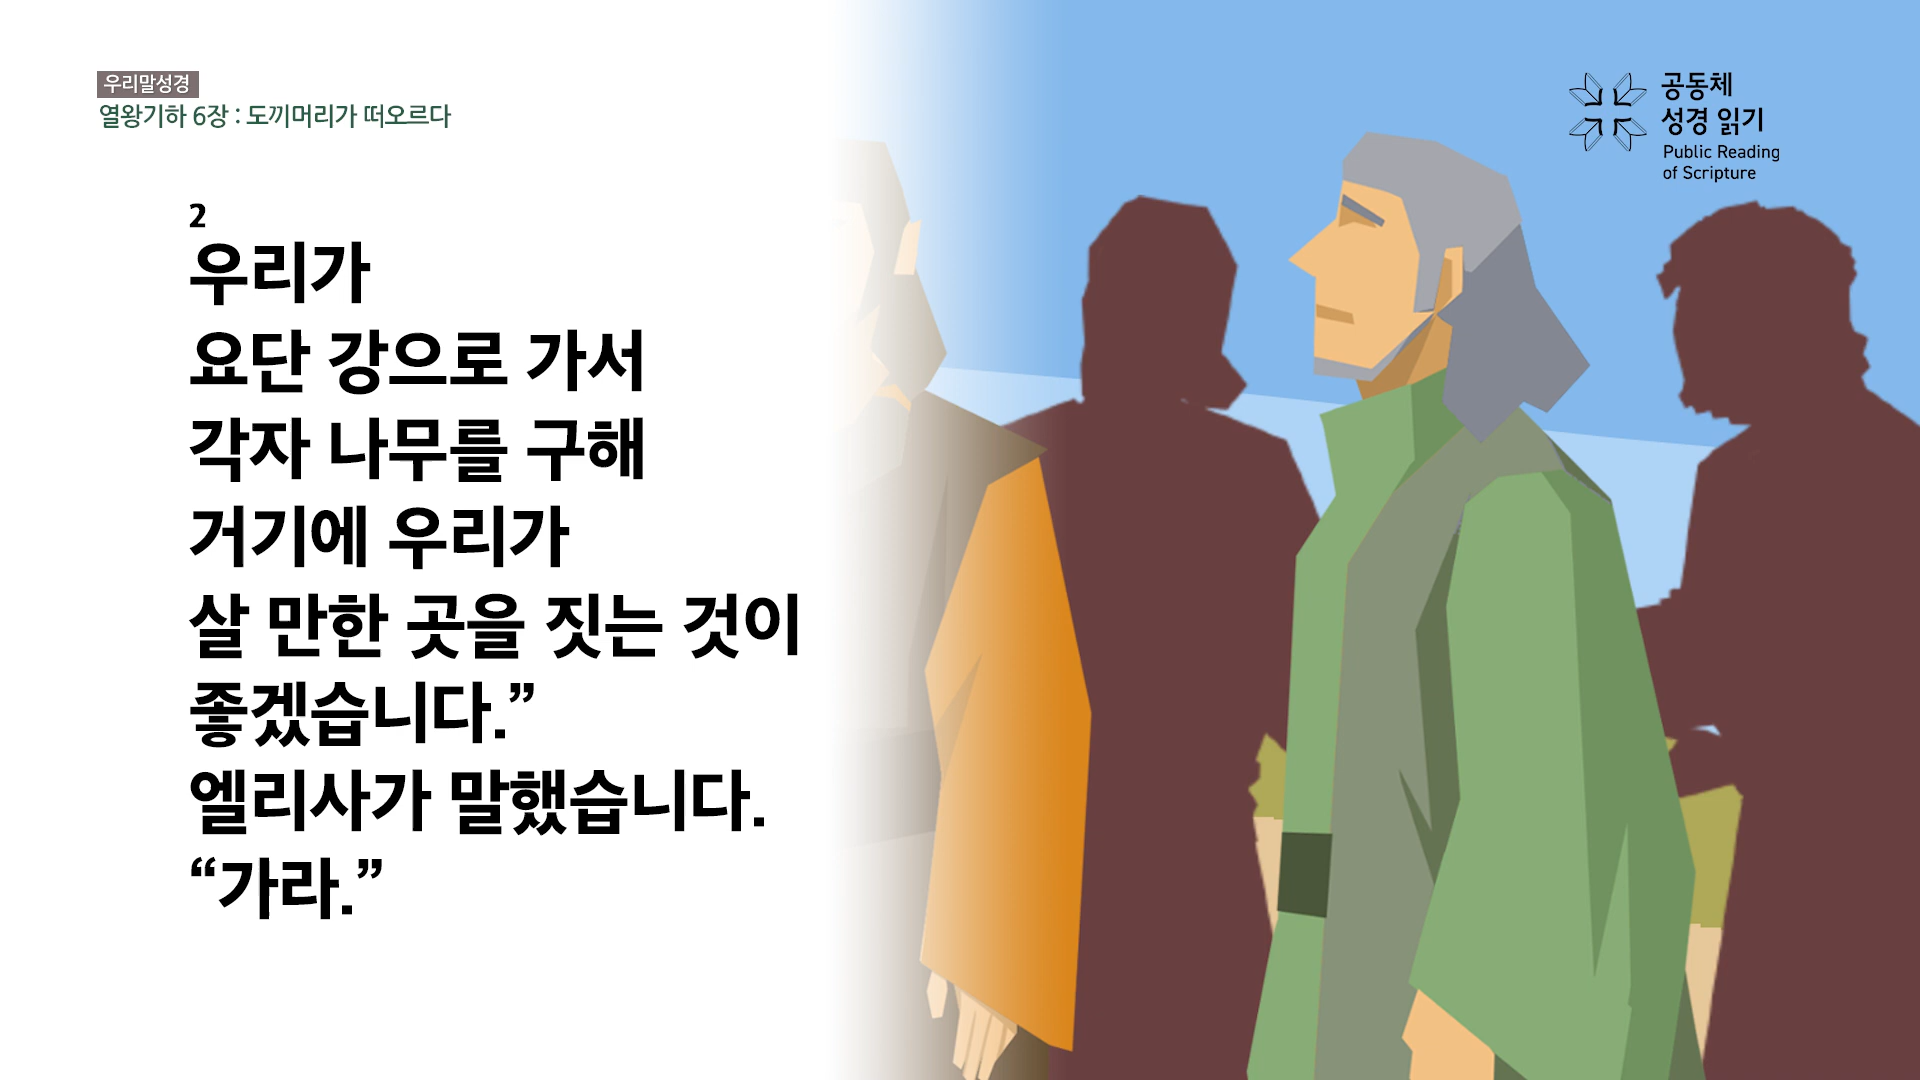 우리말성경
열왕기하 6장 : 도끼머리가 떠오르다
공동체
성경 읽기
Public Reading
of Scripture
2
우리가
요단 강으로 가서
각자 나무를 구해
거기에 우리가
살 만한 곳을 짓는 것이
좋겠습니다.”
엘리사가 말했습니다.
“가라.”